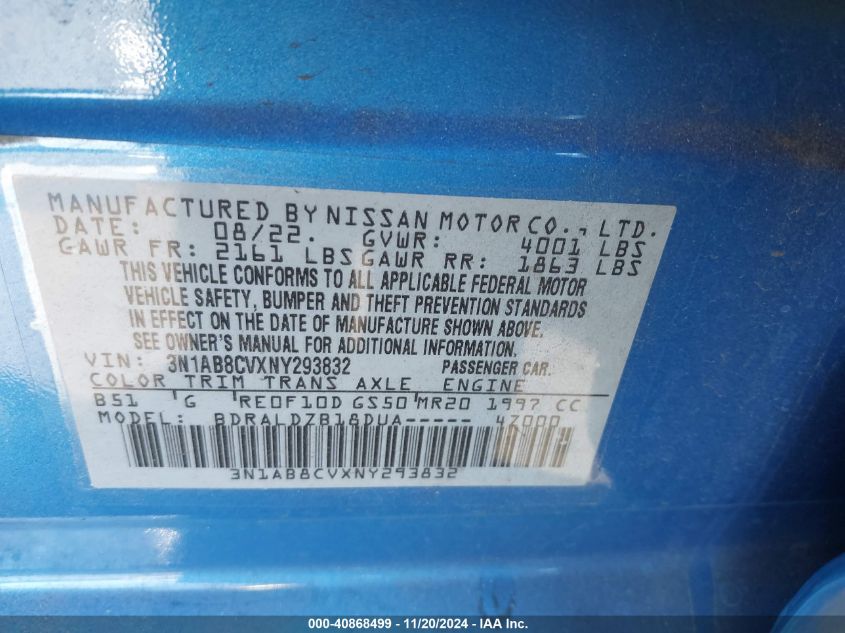 MANUFACTURED BY NISSAN MOTOR CO., LTD.
DATE: 08/22. GVWR: 4001 LBS
GAWR FR: 2161 LBS GAWR RR: 1863 LBS
THIS VEHICLE CONFORMS TO ALL APPLICABLE FEDERAL MOTOR
VEHICLE SAFETY, BUMPER AND THEFT PREVENTION STANDARDS
IN EFFECT ON THE DATE OF MANUFACTURE SHOWN ABOVE.
SEE OWNER'S MANUAL FOR ADDITIONAL INFORMATION.
VIN: 3N1AB8CVXNY293832 PASSENGER CAR.
COLOR TRIM TRANS AXLE ENGINE
B51 G RE0F10D GS50 MR20 1997 CC
MODEL: BDRALDZB18DUA----- 4Z000
3N1AB8CVXNY293832
000-40868499 - 11/20/2024 - IAAI.com